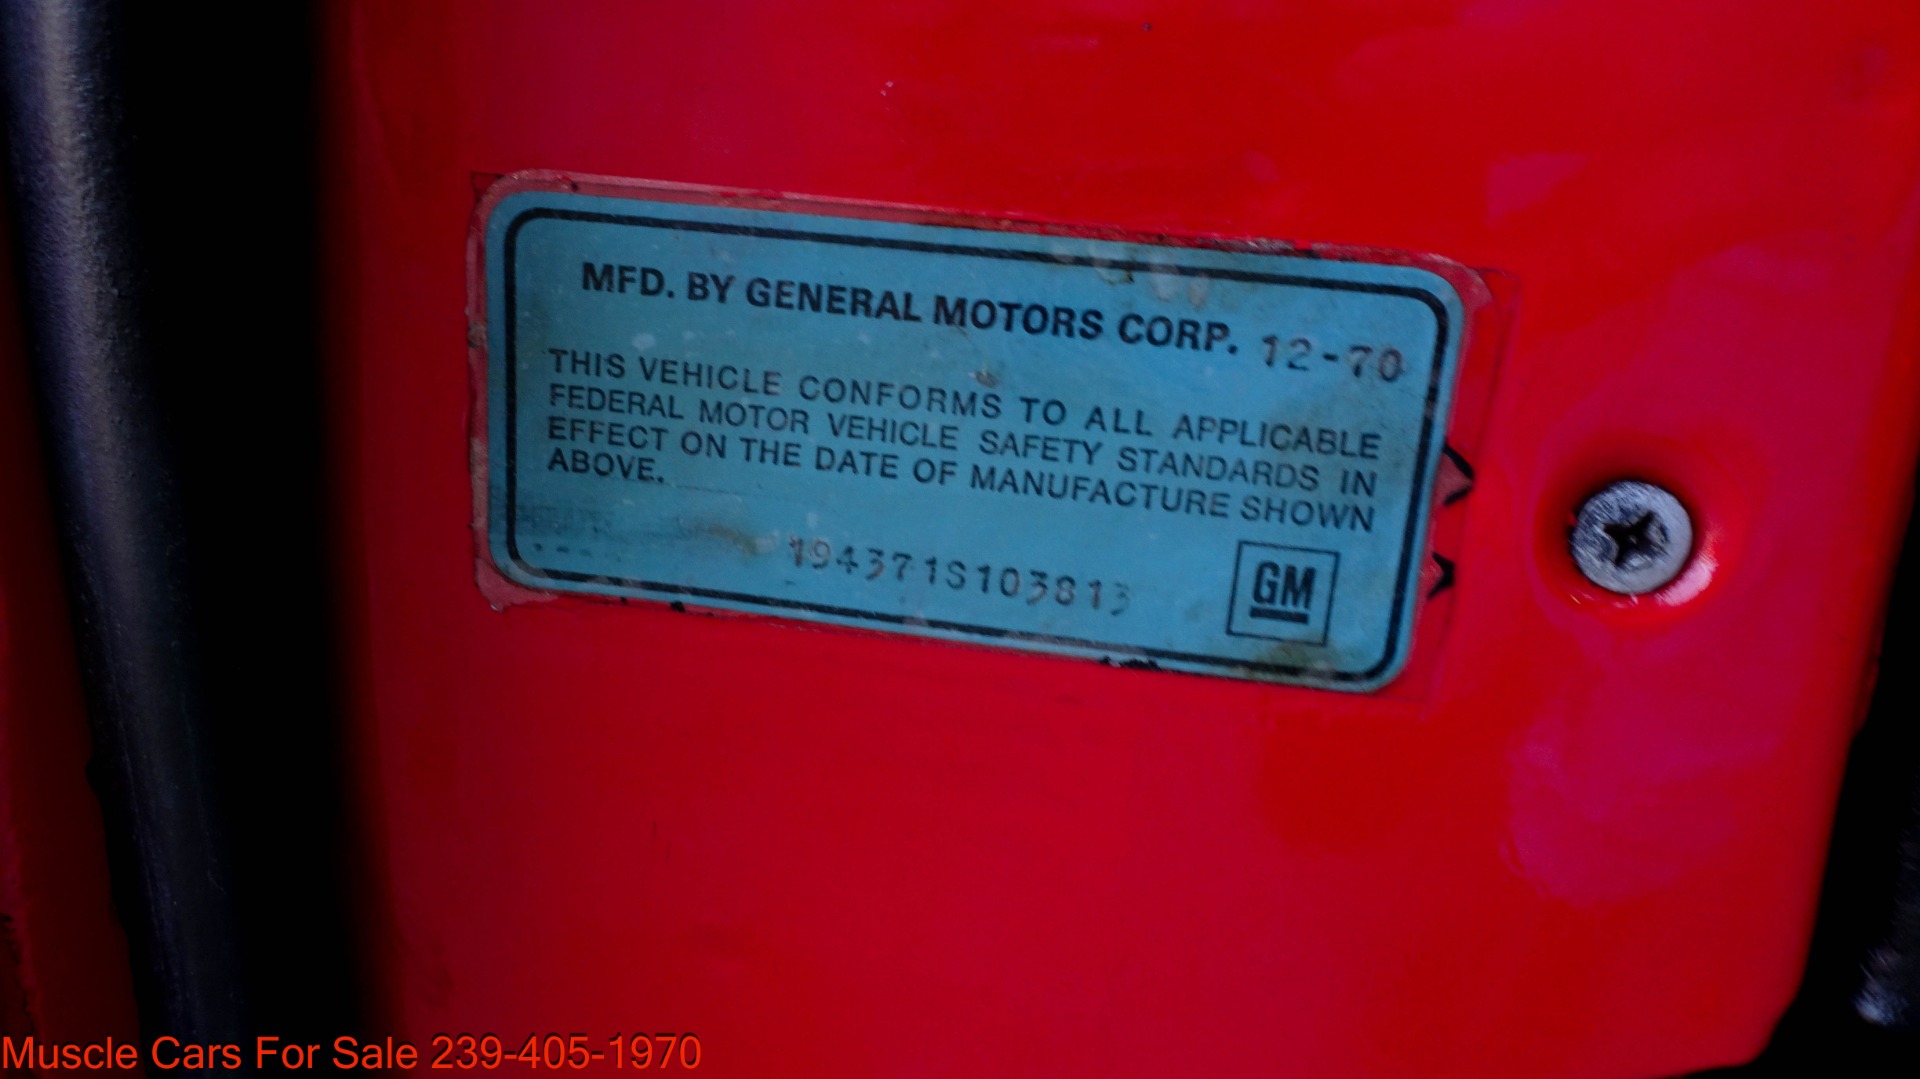 MFD. BY GENERAL MOTORS CORP. 12-70
THIS VEHICLE CONFORMS TO ALL APPLICABLE
FEDERAL MOTOR VEHICLE SAFETY STANDARDS IN
EFFECT ON THE DATE OF MANUFACTURE SHOWN
ABOVE.
194371S103813
GM
Muscle Cars For Sale 239-405-1970